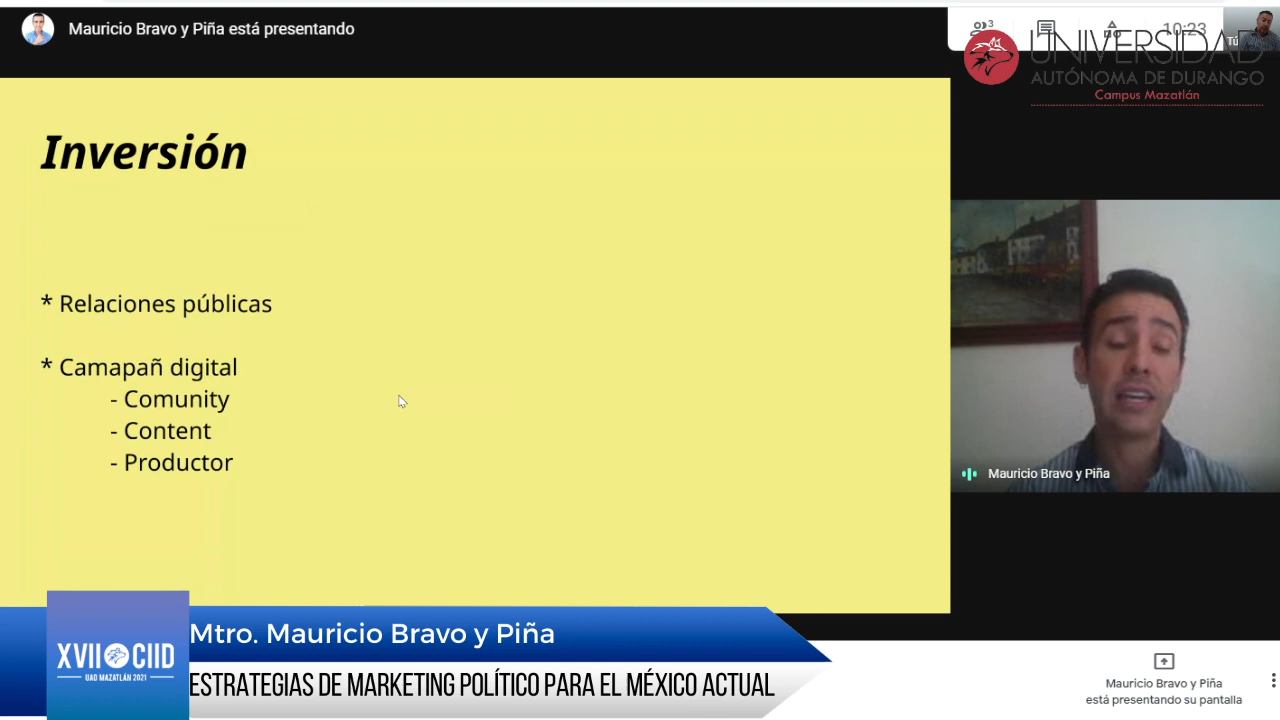 Mauricio Bravo y Piña está presentando
3
10:23
Tú
UNIVERSIDAD
AUTÓNOMA DE DURANGO
Campus Mazatlán
Inversión
* Relaciones públicas
* Camapañ digital
- Comunity
- Content
- Productor
Mauricio Bravo y Piña
Mtro. Mauricio Bravo y Piña
XVII CIID
UAD MAZATLÁN 2021
ESTRATEGIAS DE MARKETING POLÍTICO PARA EL MÉXICO ACTUAL
Mauricio Bravo y Piña
está presentando su pantalla